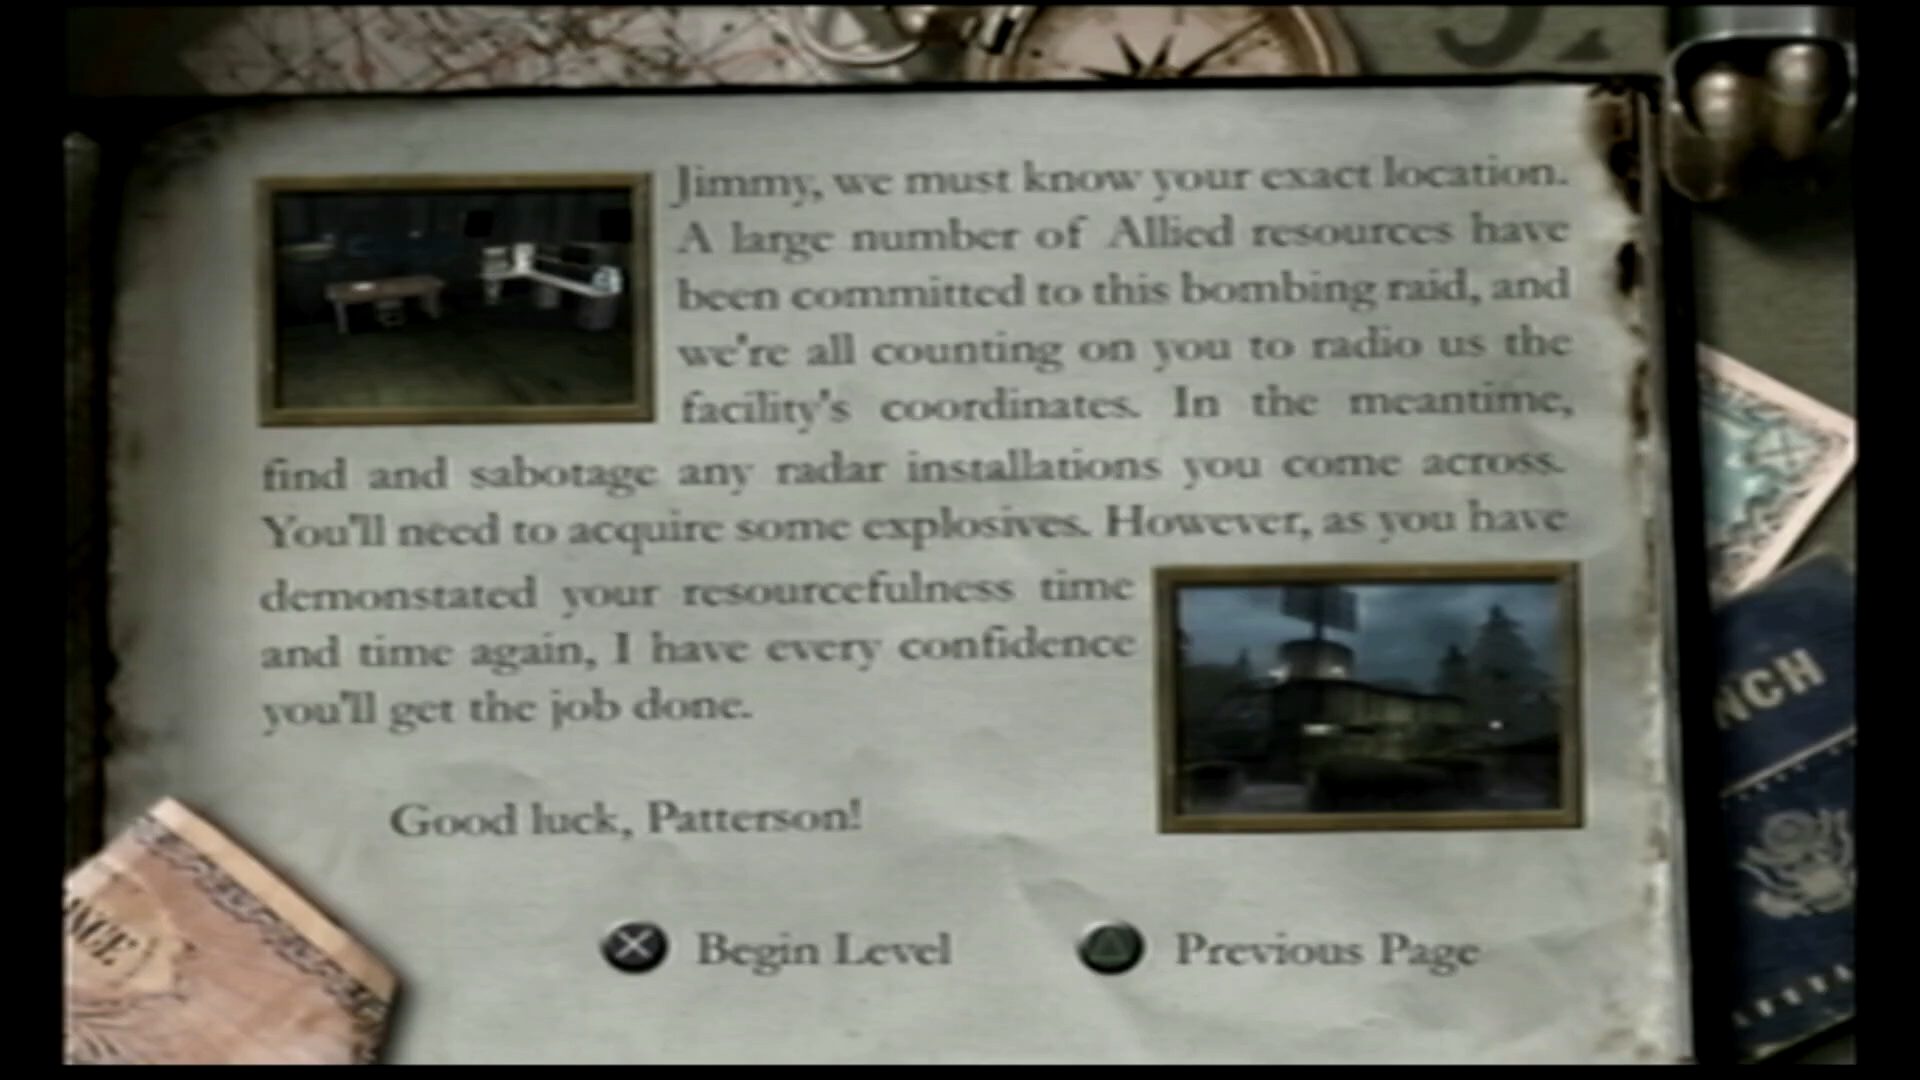 Jimmy, we must know your exact location.
A large number of Allied resources have
been committed to this bombing raid, and
we're all counting on you to radio us the
facility's coordinates. In the meantime,
find and sabotage any radar installations you come across.
You'll need to acquire some explosives. However, as you have
demonstated your resourcefulness time
and time again, I have every confidence
you'll get the job done.
Good luck, Patterson!
Begin Level
Previous Page
NCH